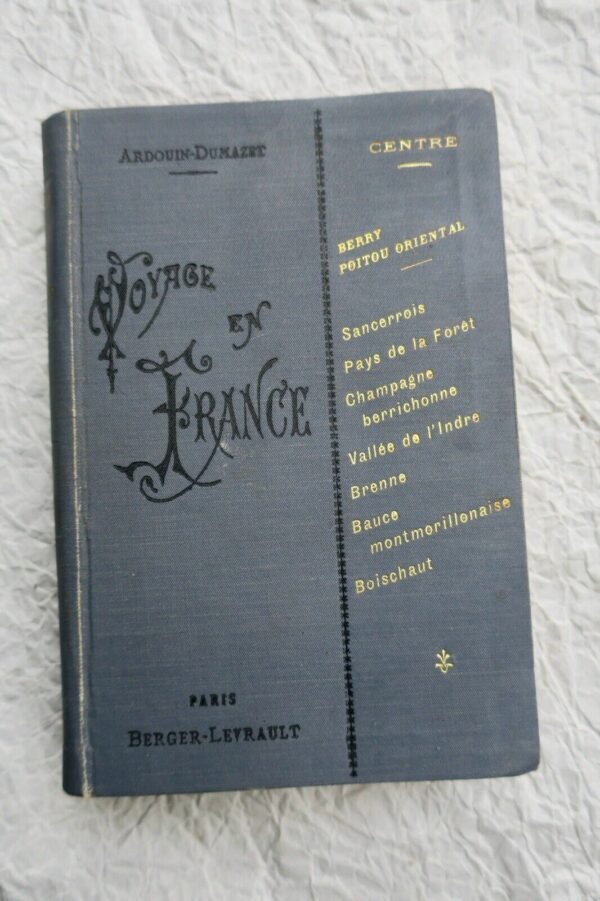 ARDOUIN-DUMAZET
VOYAGE
EN
FRANCE
PARIS
BERGER-LEVRAULT
CENTRE
BERRY
POITOU ORIENTAL
Sancerrois
Pays de la Forêt
Champagne
berrichonne
Vallée de l'Indre
Brenne
Bauce
montmorillonaise
Boischaut